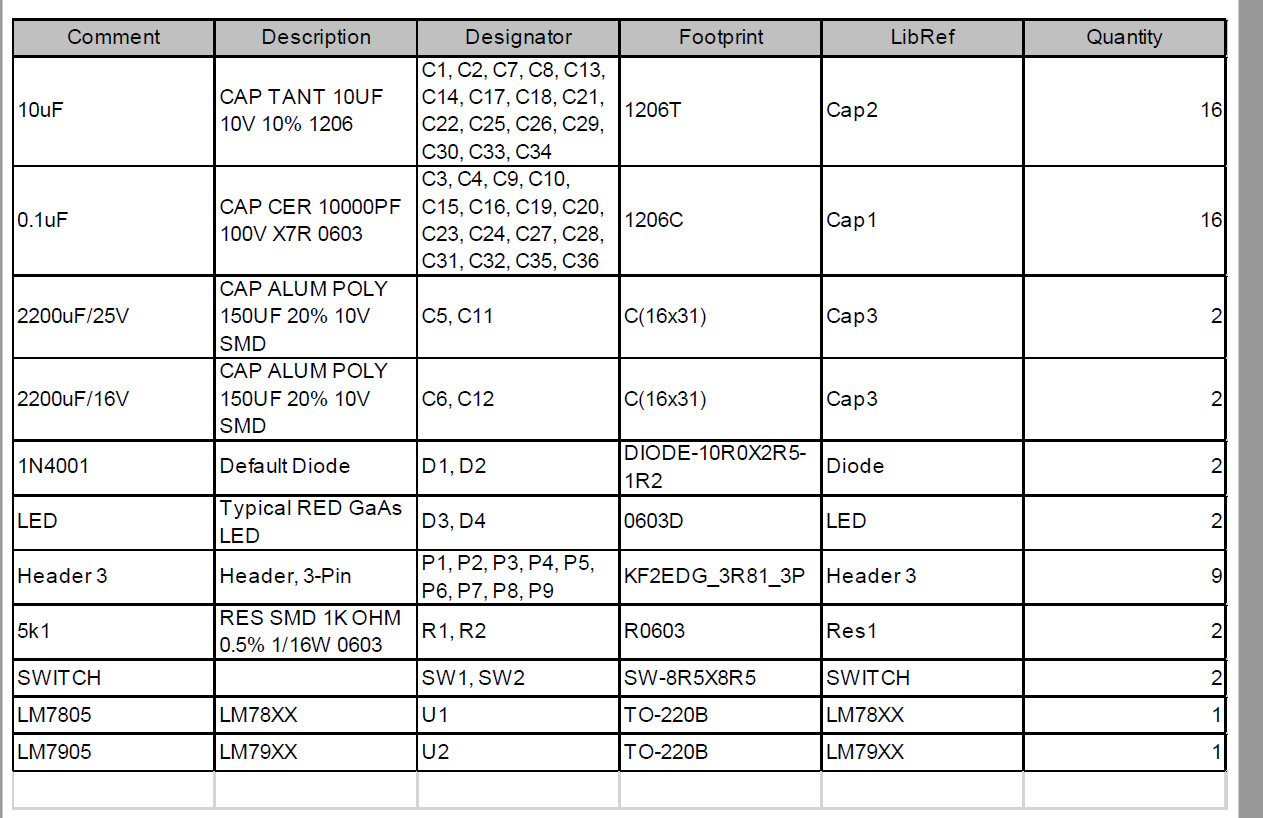 Comment Description Designator Footprint LibRef Quantity
10uF
CAP TANT 10UF
10V 10% 1206
C1, C2, C7, C8, C13,
C14, C17, C18, C21,
C22, C25, C26, C29,
C30, C33, C34
1206T
Cap2
16
0.1uF
CAP CER 10000PF
100V X7R 0603
C3, C4, C9, C10,
C15, C16, C19, C20,
C23, C24, C27, C28,
C31, C32, C35, C36
1206C
Cap1
16
2200uF/25V
CAP ALUM POLY
150UF 20% 10V
SMD
C5, C11
C(16x31)
Cap3
2
2200uF/16V
CAP ALUM POLY
150UF 20% 10V
SMD
C6, C12
C(16x31)
Cap3
2
1N4001
Default Diode
D1, D2
DIODE-10R0X2R5-
1R2
Diode
2
LED
Typical RED GaAs
LED
D3, D4
0603D
LED
2
Header 3
Header, 3-Pin
P1, P2, P3, P4, P5,
P6, P7, P8, P9
KF2EDG_3R81_3P
Header 3
9
5k1
RES SMD 1K OHM
0.5% 1/16W 0603
R1, R2
R0603
Res1
2
SWITCH
SW1, SW2
SW-8R5X8R5
SWITCH
2
LM7805
LM78XX
U1
TO-220B
LM78XX
1
LM7905
LM79XX
U2
TO-220B
LM79XX
1